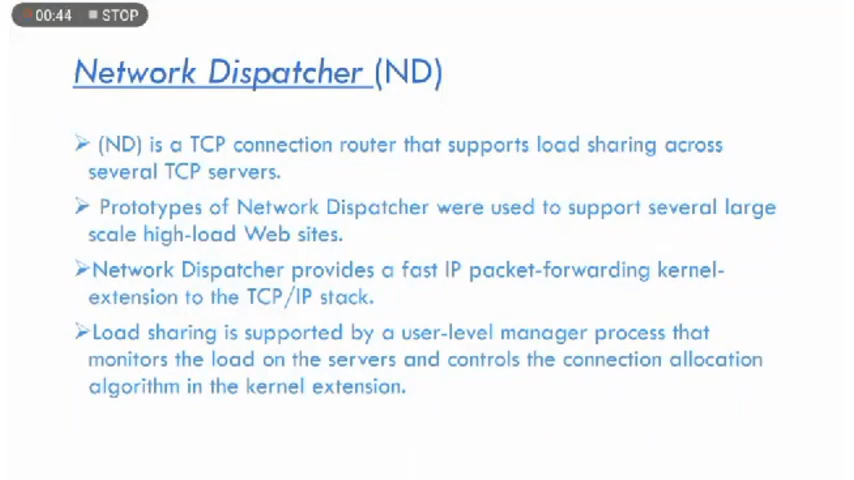 00:44 STOP
Network Dispatcher (ND)
➢ (ND) is a TCP connection router that supports load sharing across
several TCP servers.
➢ Prototypes of Network Dispatcher were used to support several large
scale high-load Web sites.
➢Network Dispatcher provides a fast IP packet-forwarding kernel-
extension to the TCP/IP stack.
➢Load sharing is supported by a user-level manager process that
monitors the load on the servers and controls the connection allocation
algorithm in the kernel extension.